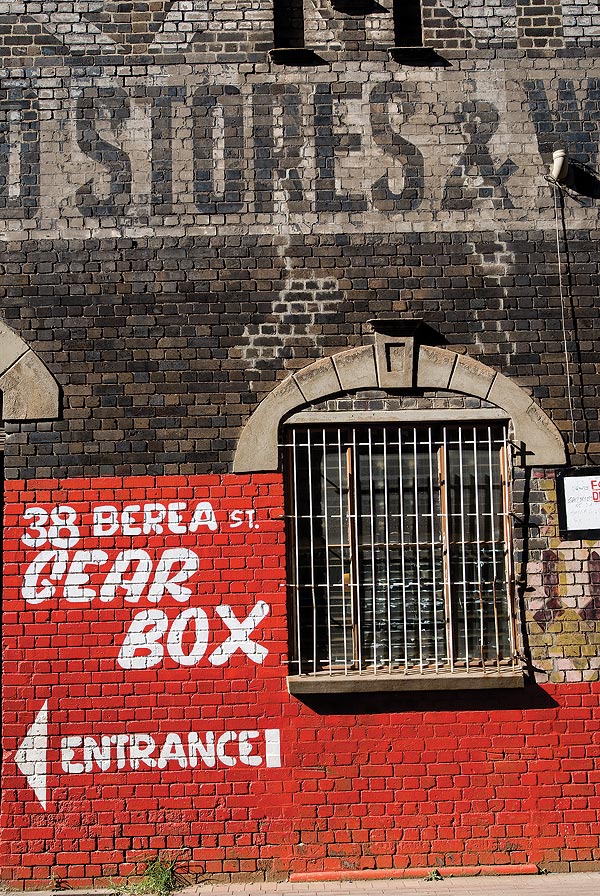 STORES &
38 BEREA ST.
GEAR
BOX
ENTRANCE